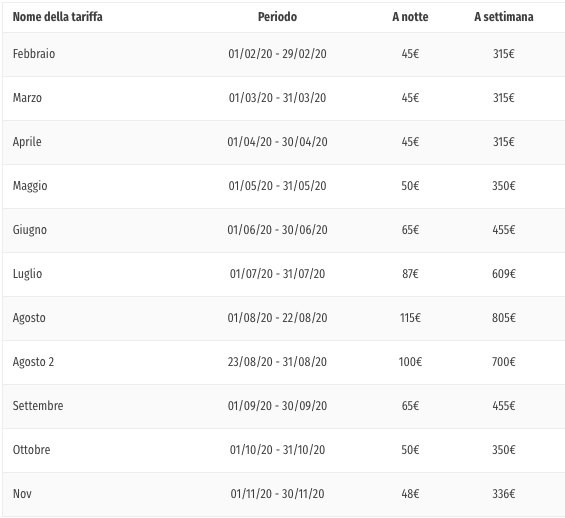 Nome della tariffa Periodo A notte A settimana
Febbraio 01/02/20 - 29/02/20 45€ 315€
Marzo 01/03/20 - 31/03/20 45€ 315€
Aprile 01/04/20 - 30/04/20 45€ 315€
Maggio 01/05/20 - 31/05/20 50€ 350€
Giugno 01/06/20 - 30/06/20 65€ 455€
Luglio 01/07/20 - 31/07/20 87€ 609€
Agosto 01/08/20 - 22/08/20 115€ 805€
Agosto 2 23/08/20 - 31/08/20 100€ 700€
Settembre 01/09/20 - 30/09/20 65€ 455€
Ottobre 01/10/20 - 31/10/20 50€ 350€
Nov 01/11/20 - 30/11/20 48€ 336€